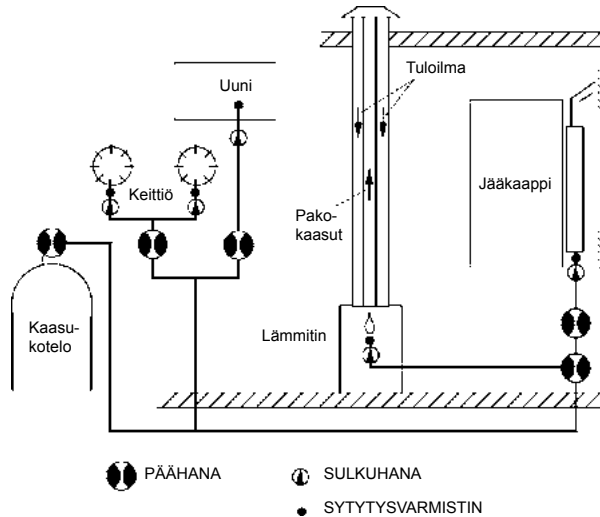 Uuni
Tuloilma
Keittiö
Jääkaappi
Pako-
kaasut
Kaasu-
kotelo
Lämmitin
PÄÄHANA
SULKUHANA
SYTYTYSVARMISTIN